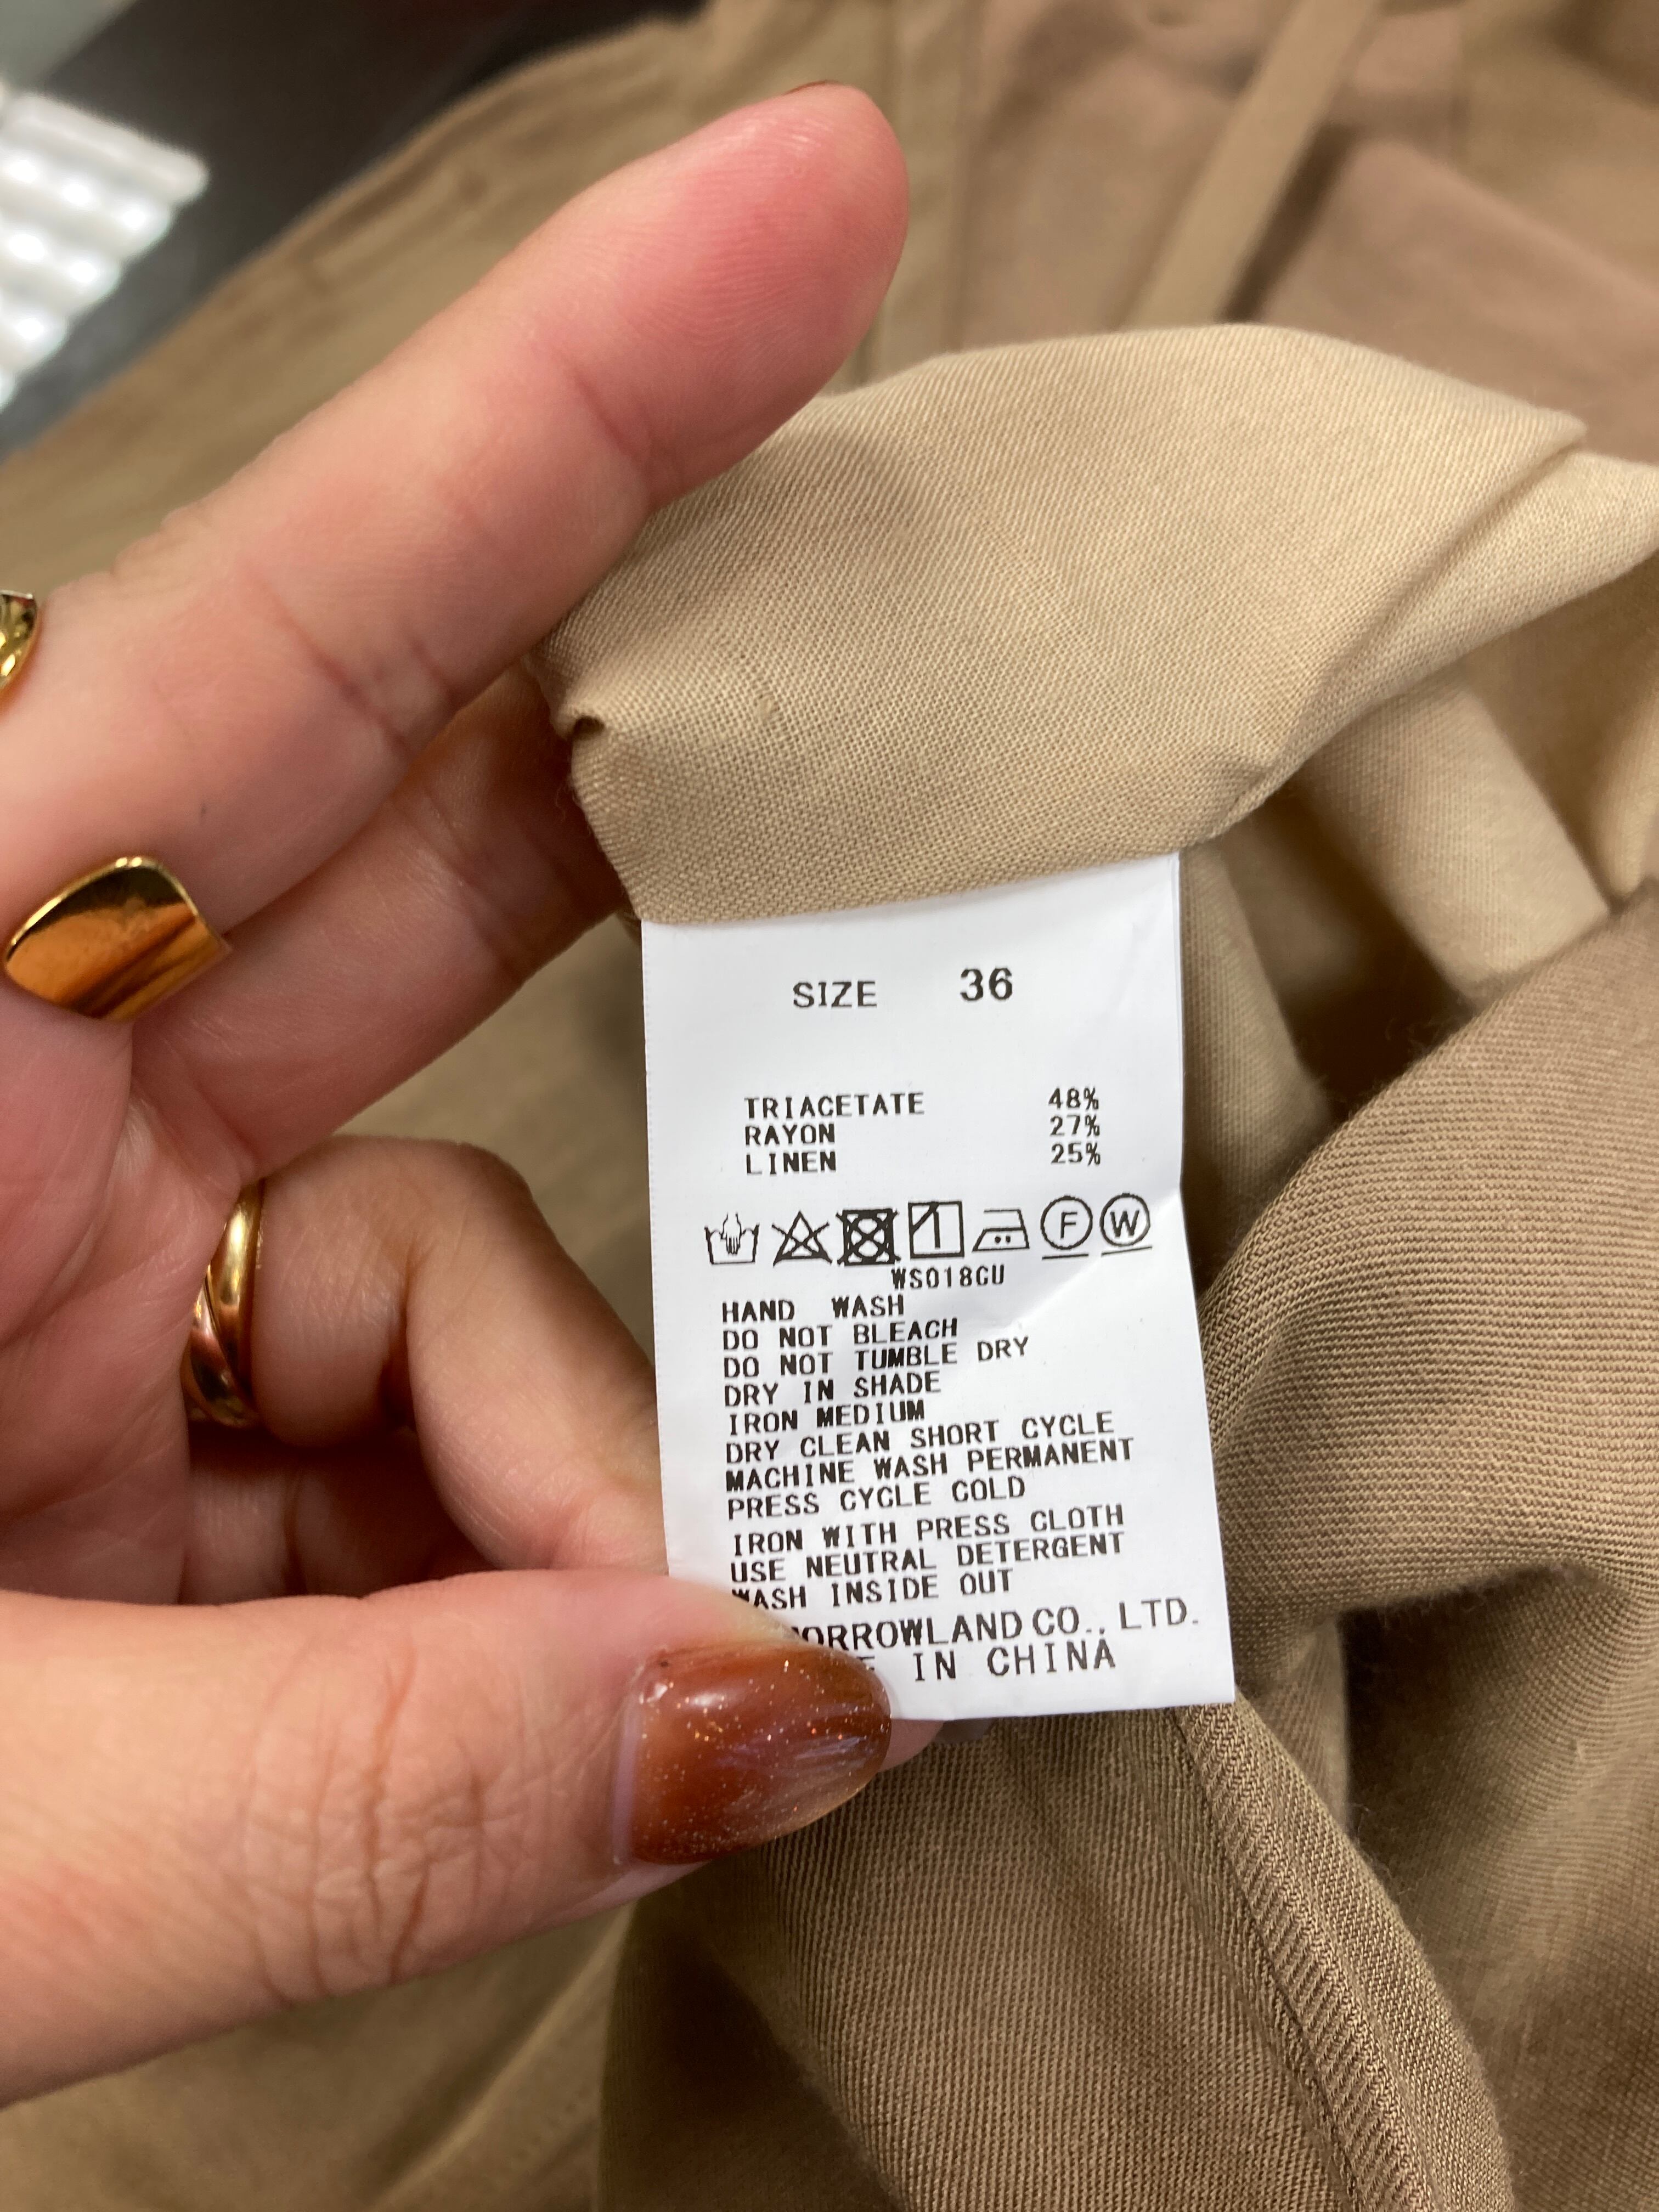 SIZE 36
TRIACETATE 48%
RAYON 27%
LINEN 25%
F W
WS018GU
HAND WASH
DO NOT BLEACH
DO NOT TUMBLE DRY
DRY IN SHADE
IRON MEDIUM
DRY CLEAN SHORT CYCLE
MACHINE WASH PERMANENT
PRESS CYCLE COLD
IRON WITH PRESS CLOTH
USE NEUTRAL DETERGENT
WASH INSIDE OUT
ORROWLAND CO., LTD.
IN CHINA